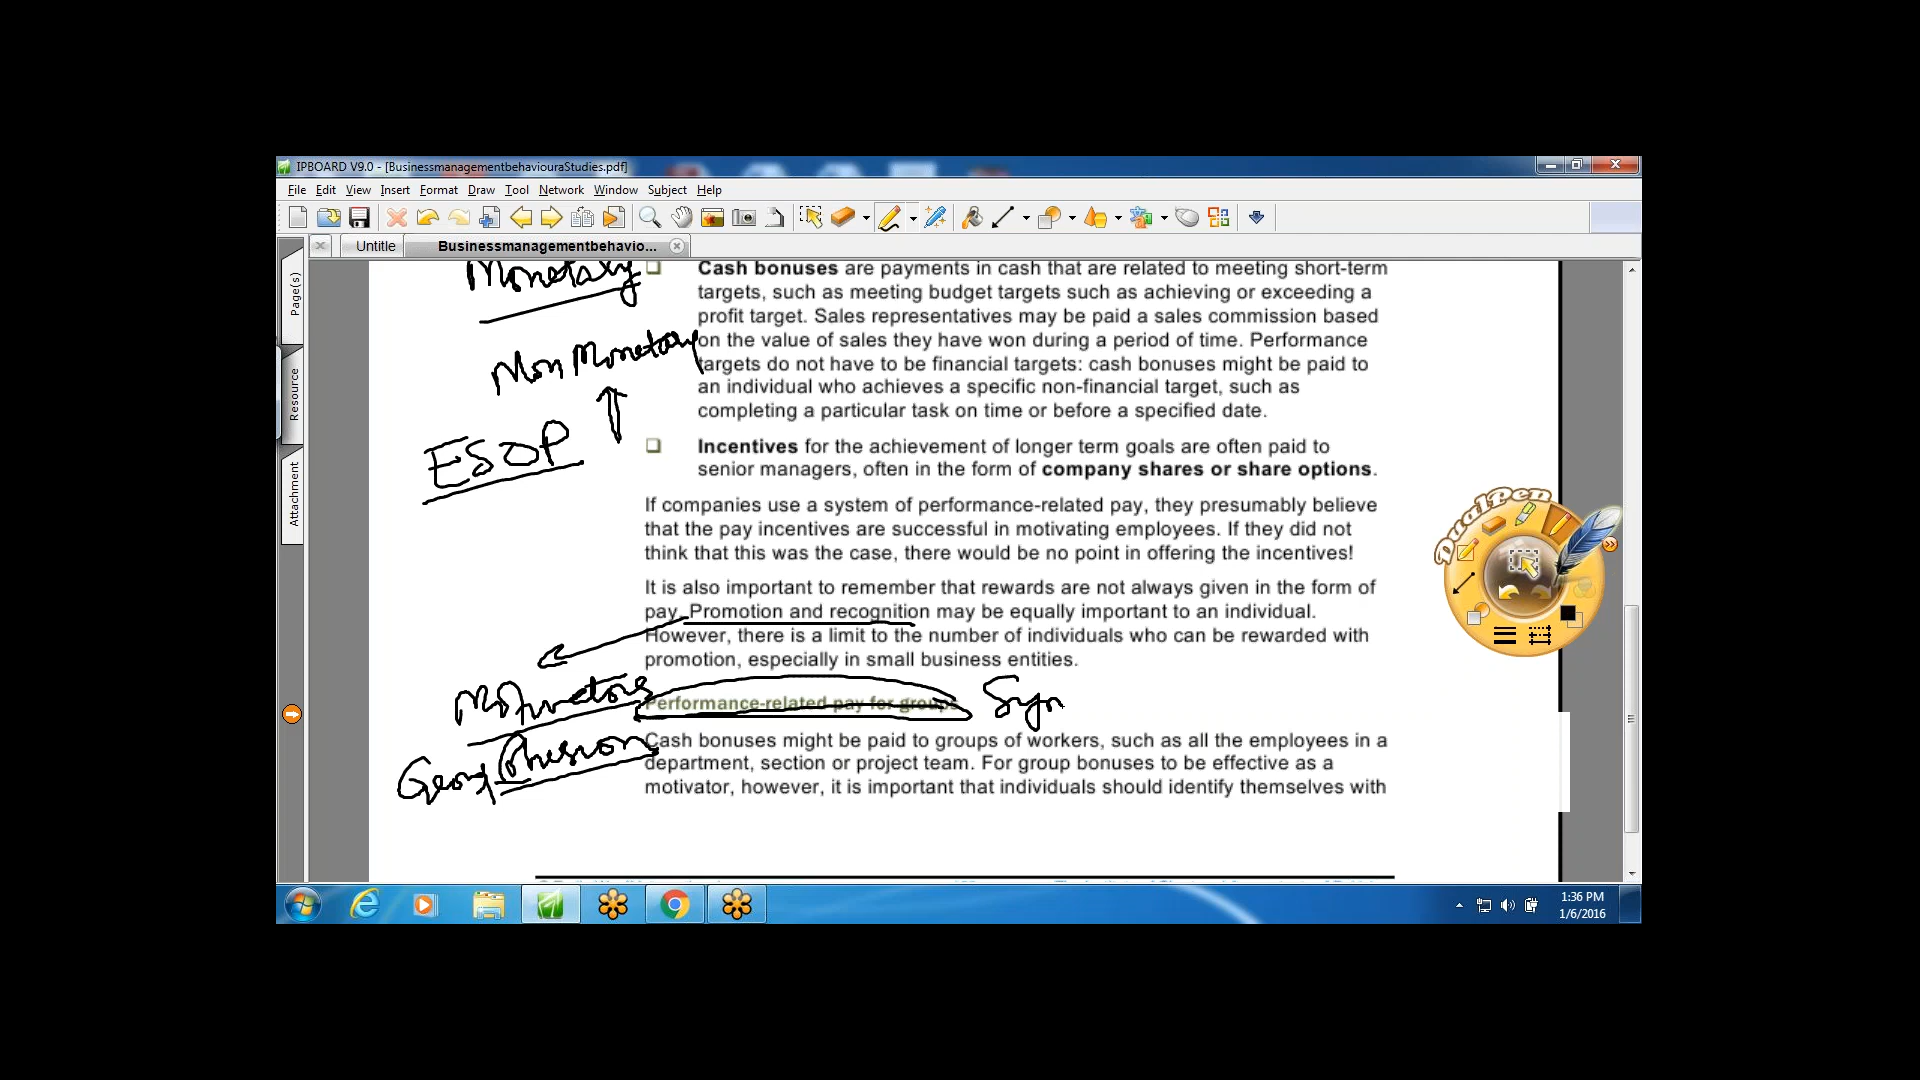 IPBOARD V9.0 - [BusinessmanagementbehaviouraStudies.pdf]
File Edit View Insert Format Draw Tool Network Window Subject Help
Untitle Businessmanagementbehavio...
Page(s)
Resource
Attachment
Monetary
Non Monetary
ESOP
Cash bonuses are payments in cash that are related to meeting short-term
targets, such as meeting budget targets such as achieving or exceeding a
profit target. Sales representatives may be paid a sales commission based
on the value of sales they have won during a period of time. Performance
targets do not have to be financial targets: cash bonuses might be paid to
an individual who achieves a specific non-financial target, such as
completing a particular task on time or before a specified date.
Incentives for the achievement of longer term goals are often paid to
senior managers, often in the form of company shares or share options.
If companies use a system of performance-related pay, they presumably believe
that the pay incentives are successful in motivating employees. If they did not
think that this was the case, there would be no point in offering the incentives!
It is also important to remember that rewards are not always given in the form of
pay. Promotion and recognition may be equally important to an individual.
However, there is a limit to the number of individuals who can be rewarded with
promotion, especially in small business entities.
Motivators
Performance-related pay for groups
Syn
Cohesion
Cash bonuses might be paid to groups of workers, such as all the employees in a
department, section or project team. For group bonuses to be effective as a
motivator, however, it is important that individuals should identify themselves with
DualPen
1:36 PM
1/6/2016